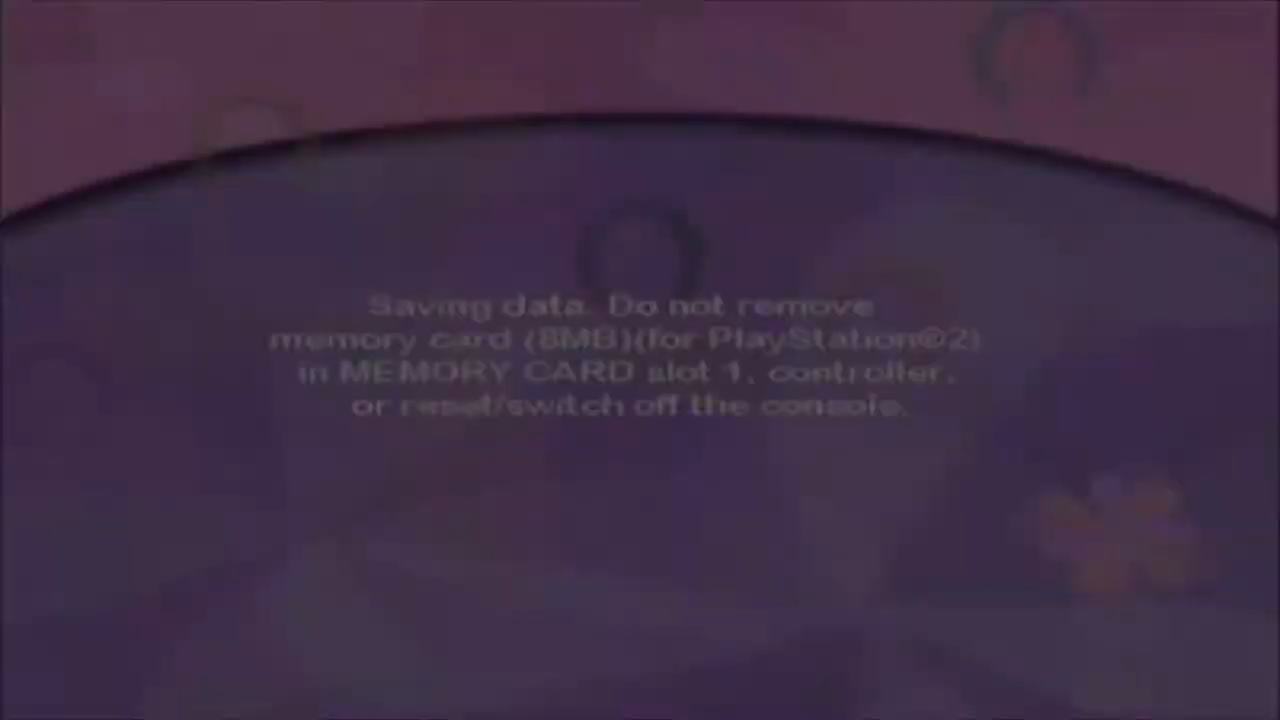 Saving data. Do not remove
memory card (8MB)(for PlayStation®2)
in MEMORY CARD slot 1, controller,
or reset/switch off the console.